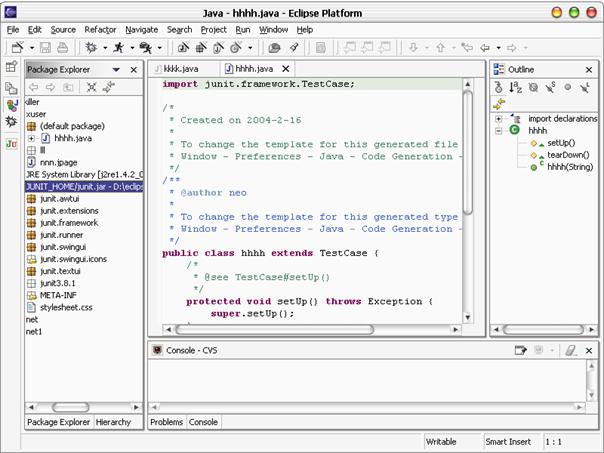 Java - hhhh.java - Eclipse Platform
File Edit Source Refactor Navigate Search Project Run Window Help
Package Explorer
killer
xuser
(default package)
hhhh.java
lll
nnn.jpage
JRE System Library [j2re1.4.2_0
JUNIT_HOME/junit.jar - D:\eclips
junit.awtui
junit.extensions
junit.framework
junit.runner
junit.swingui
junit.swingui.icons
junit.textui
junit3.8.1
META-INF
stylesheet.css
net
net1
Package Explorer Hierarchy
kkkk.java hhhh.java
import junit.framework.TestCase;
/*
* Created on 2004-2-16
*
* To change the template for this generated file
* Window - Preferences - Java - Code Generation -
*/
/**
* @author neo
*
* To change the template for this generated type
* Window - Preferences - Java - Code Generation -
*/
public class hhhh extends TestCase {
/*
* @see TestCase#setUp()
*/
protected void setUp() throws Exception {
super.setUp();
Outline
import declarations
hhhh
setUp()
tearDown()
hhhh(String)
Console - CVS
Problems Console
Writable Smart Insert 1 : 1